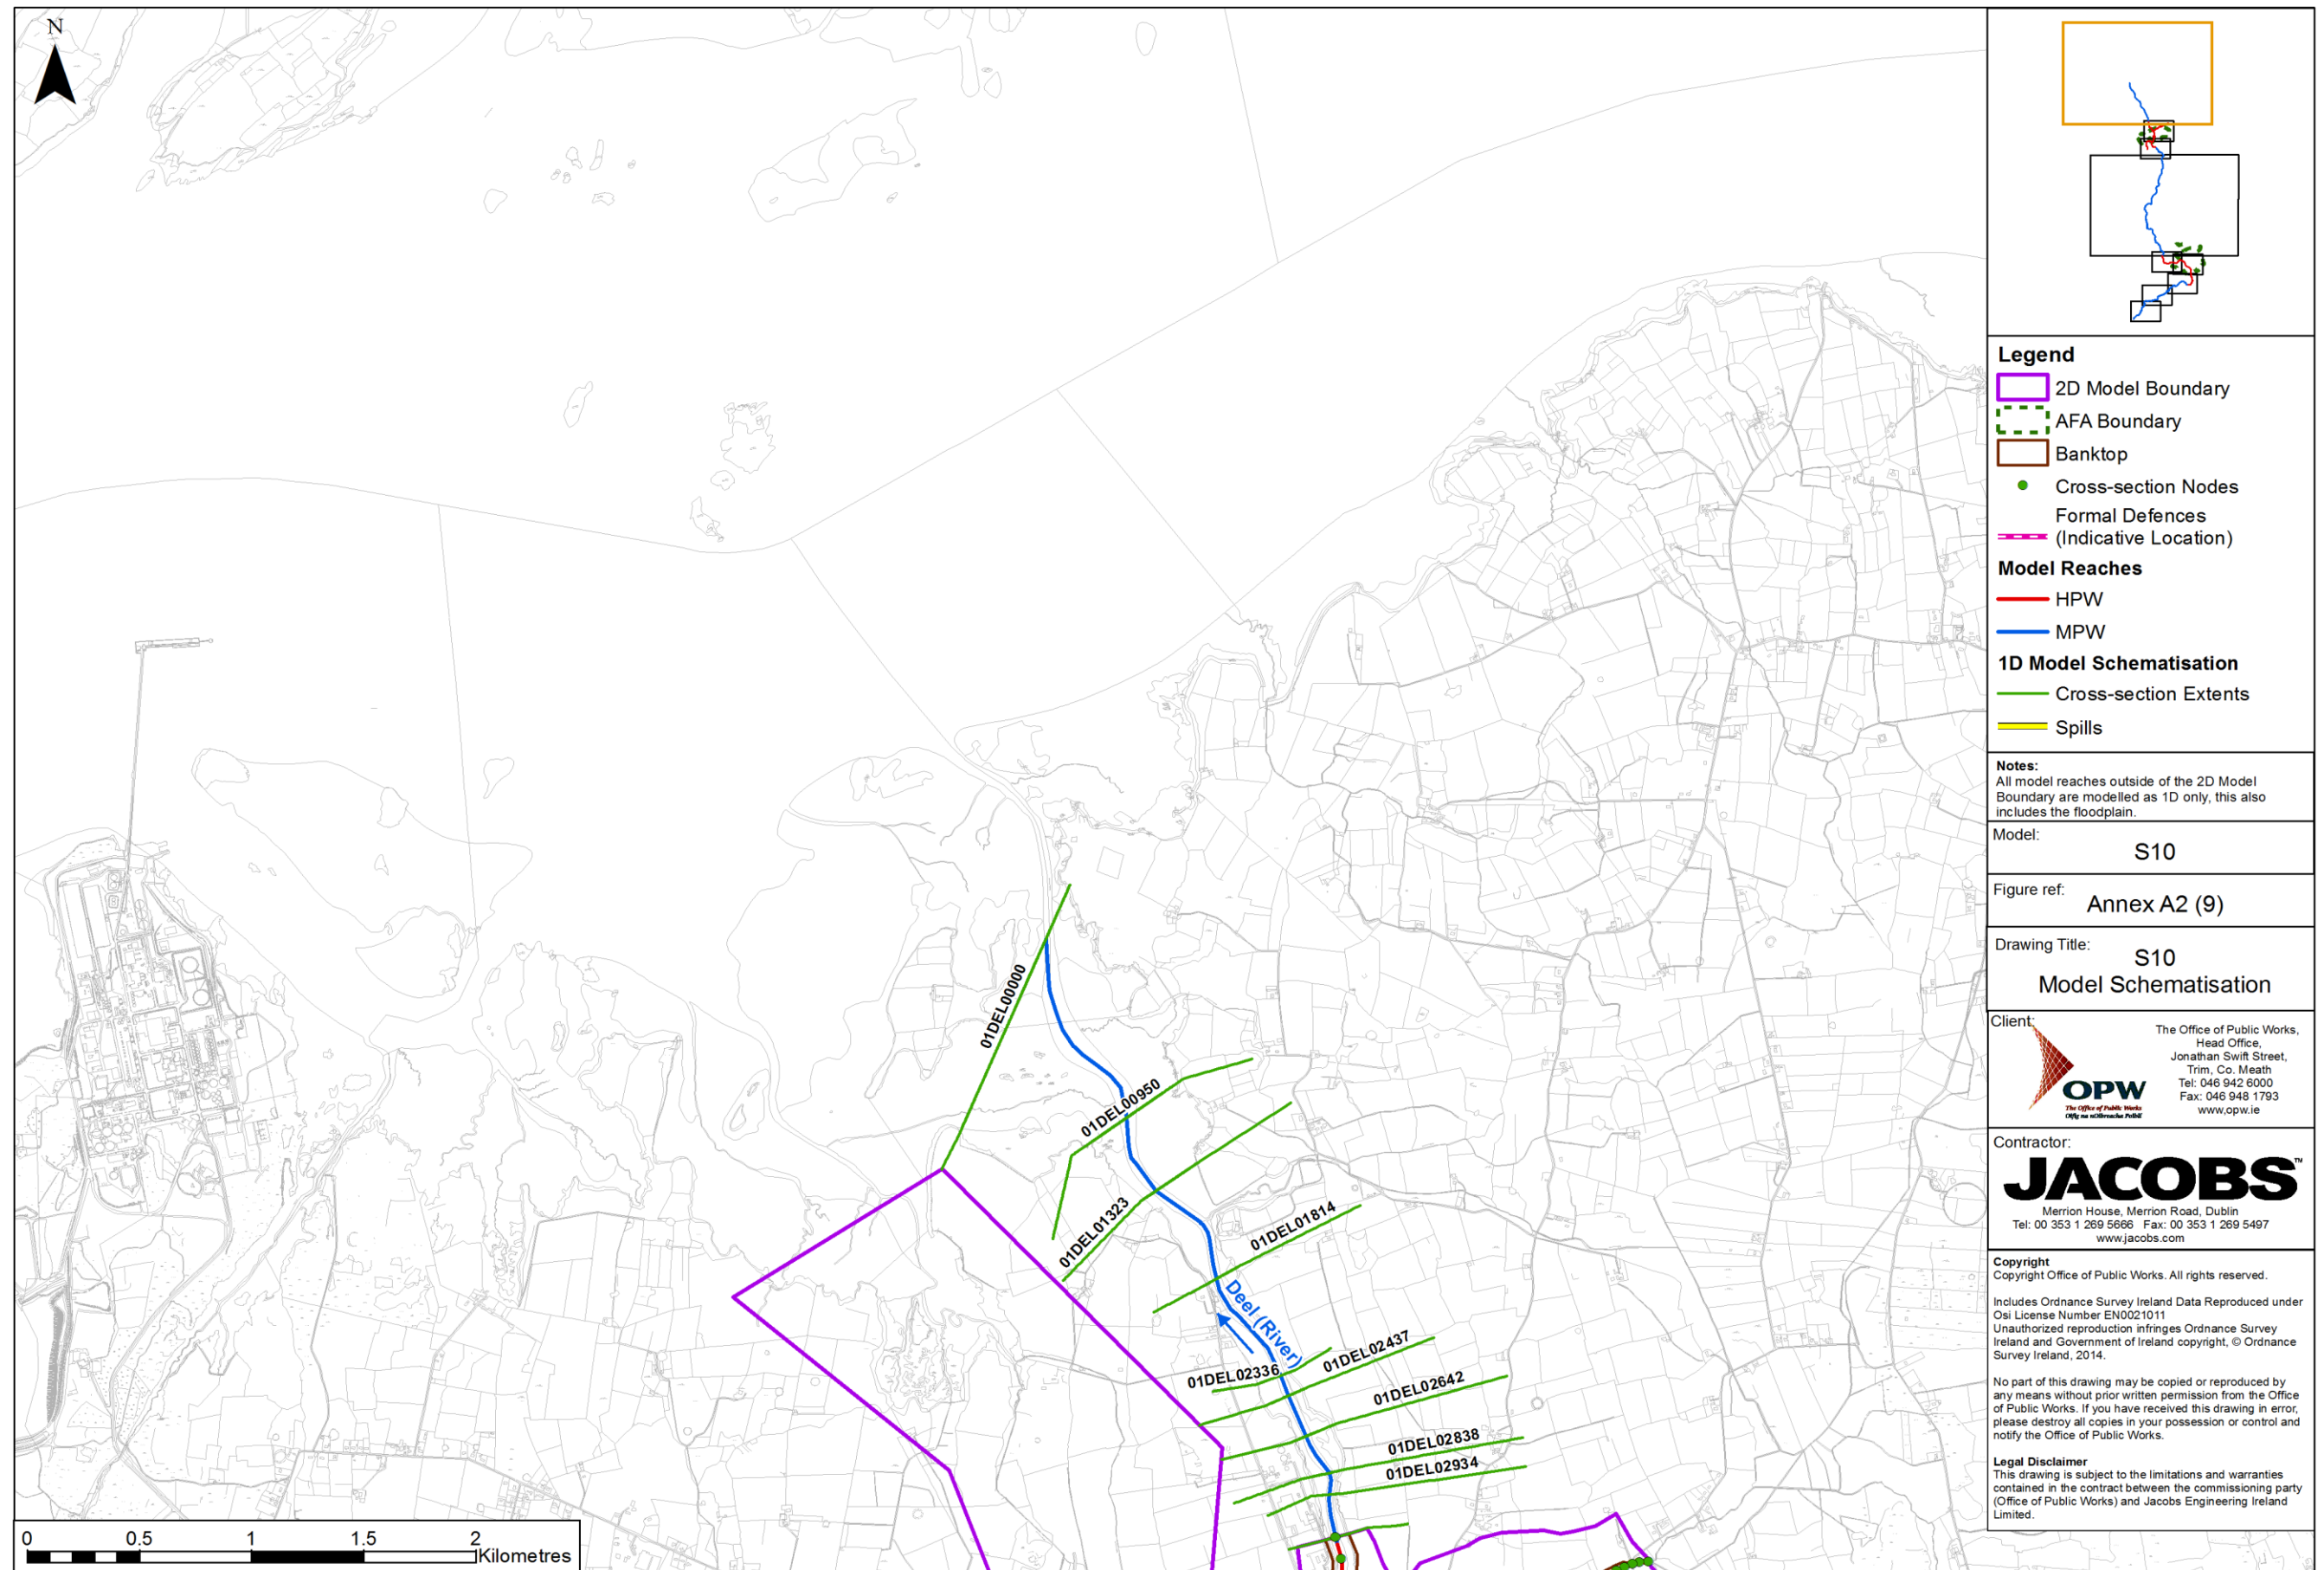 N
01DEL00000
01DEL00950
01DEL01323
01DEL01814
Deel (River)
01DEL02336
01DEL02437
01DEL02642
01DEL02838
01DEL02934
0 0.5 1 1.5 2
Kilometres
Legend
2D Model Boundary
AFA Boundary
Banktop
Cross-section Nodes
Formal Defences
(Indicative Location)
Model Reaches
HPW
MPW
1D Model Schematisation
Cross-section Extents
Spills
Notes:
All model reaches outside of the 2D Model
Boundary are modelled as 1D only, this also
includes the floodplain.
Model:
S10
Figure ref:
Annex A2 (9)
Drawing Title:
S10
Model Schematisation
Client:
OPW
The Office of Public Works
Oifig na nOibreacha Poiblí
The Office of Public Works,
Head Office,
Jonathan Swift Street,
Trim, Co. Meath
Tel: 046 942 6000
Fax: 046 948 1793
www.opw.ie
Contractor:
JACOBS™
Merrion House, Merrion Road, Dublin
Tel: 00 353 1 269 5666 Fax: 00 353 1 269 5497
www.jacobs.com
Copyright
Copyright Office of Public Works. All rights reserved.
Includes Ordnance Survey Ireland Data Reproduced under
Osi License Number EN0021011
Unauthorized reproduction infringes Ordnance Survey
Ireland and Government of Ireland copyright, © Ordnance
Survey Ireland, 2014.
No part of this drawing may be copied or reproduced by
any means without prior written permission from the Office
of Public Works. If you have received this drawing in error,
please destroy all copies in your possession or control and
notify the Office of Public Works.
Legal Disclaimer
This drawing is subject to the limitations and warranties
contained in the contract between the commissioning party
(Office of Public Works) and Jacobs Engineering Ireland
Limited.